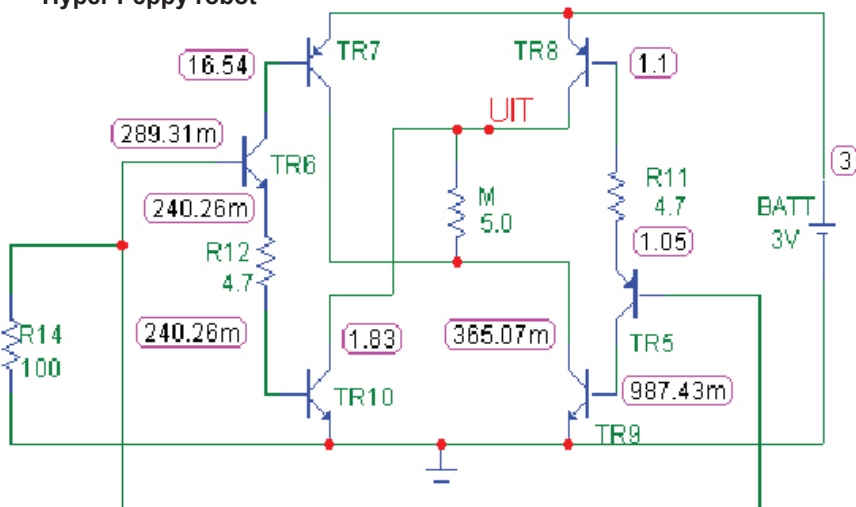 Hyper Peppy robot
TR7
TR8
16.54
1.1
UIT
289.31m
TR6
3
240.26m
M
5.0
R11
4.7
BATT
3V
R12
4.7
1.05
R14
100
240.26m
1.83
365.07m
TR5
TR10
987.43m
TR9